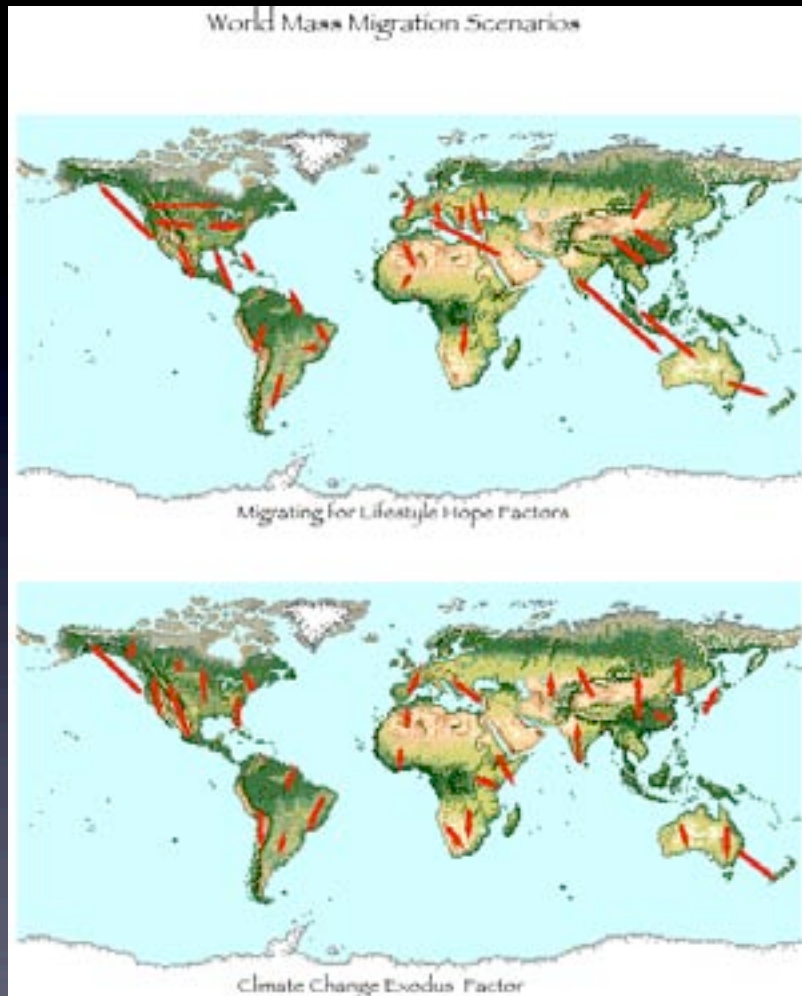 World Mass Migration Scenarios
Migrating for Lifestyle Hope Factors
Climate Change Exodus Factor